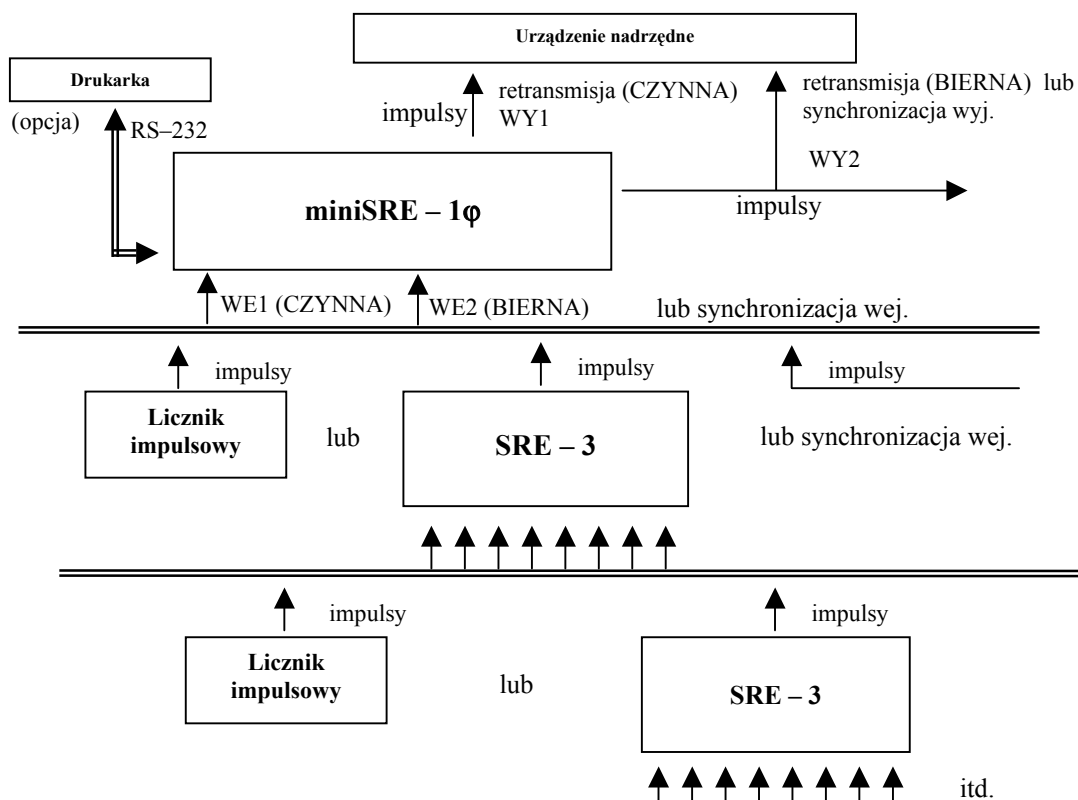 Urządzenie nadrzędne
Drukarka
(opcja)
RS–232
impulsy
retransmisja (CZYNNA)
WY1
retransmisja (BIERNA) lub
synchronizacja wyj.
WY2
miniSRE – 1φ
impulsy
WE1 (CZYNNA)
WE2 (BIERNA)
lub synchronizacja wej.
impulsy
impulsy
impulsy
Licznik
impulsowy
lub
SRE – 3
lub synchronizacja wej.
impulsy
impulsy
Licznik
impulsowy
lub
SRE – 3
itd.